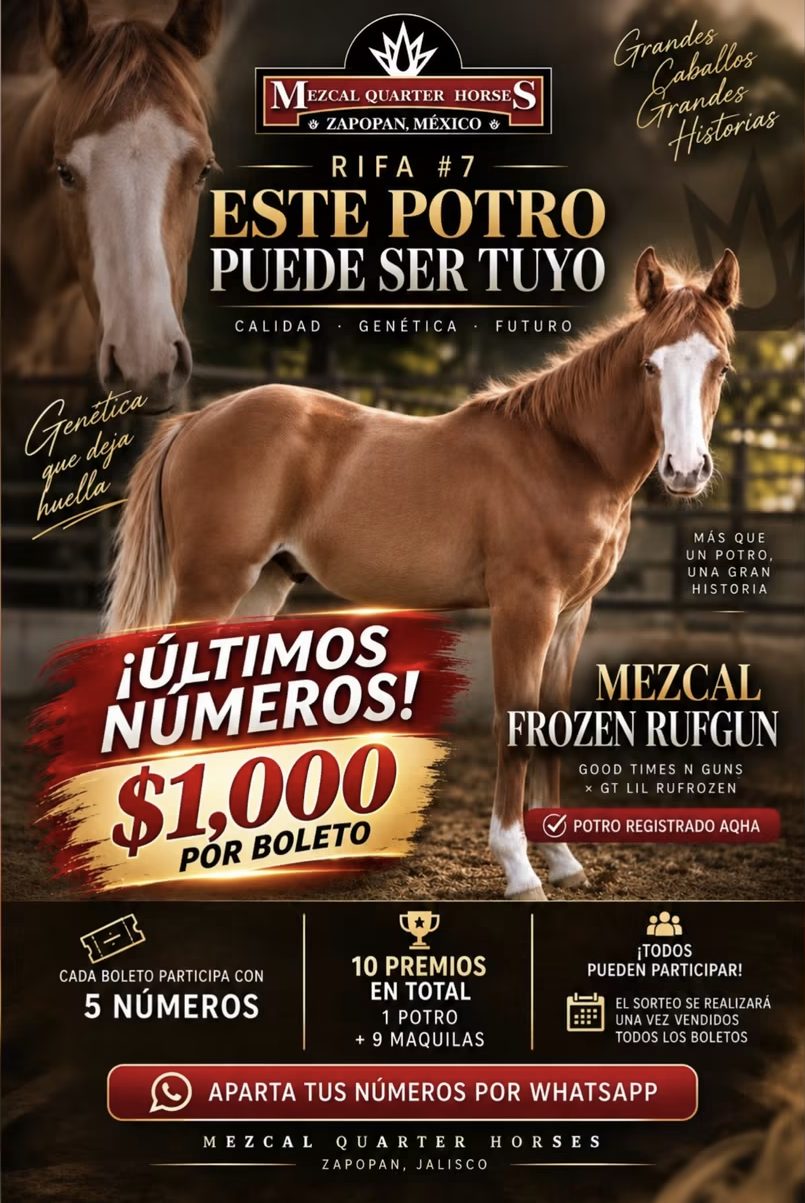 MEZCAL QUARTER HORSES
ZAPOPAN, MÉXICO
Grandes
Caballos
Grandes
Historias
RIFA #7
ESTE POTRO
PUEDE SER TUYO
CALIDAD · GENÉTICA · FUTURO
Genética
que deja
huella
MÁS QUE
UN POTRO,
UNA GRAN
HISTORIA
¡ÚLTIMOS
NÚMEROS!
$1,000
POR BOLETO
MEZCAL
FROZEN RUFGUN
GOOD TIMES N GUNS
× GT LIL RUFROZEN
POTRO REGISTRADO AQHA
CADA BOLETO PARTICIPA CON
5 NÚMEROS
10 PREMIOS
EN TOTAL
1 POTRO
+ 9 MAQUILAS
¡TODOS
PUEDEN PARTICIPAR!
EL SORTEO SE REALIZARÁ
UNA VEZ VENDIDOS
TODOS LOS BOLETOS
APARTA TUS NÚMEROS POR WHATSAPP
MEZCAL QUARTER HORSES
ZAPOPAN, JALISCO